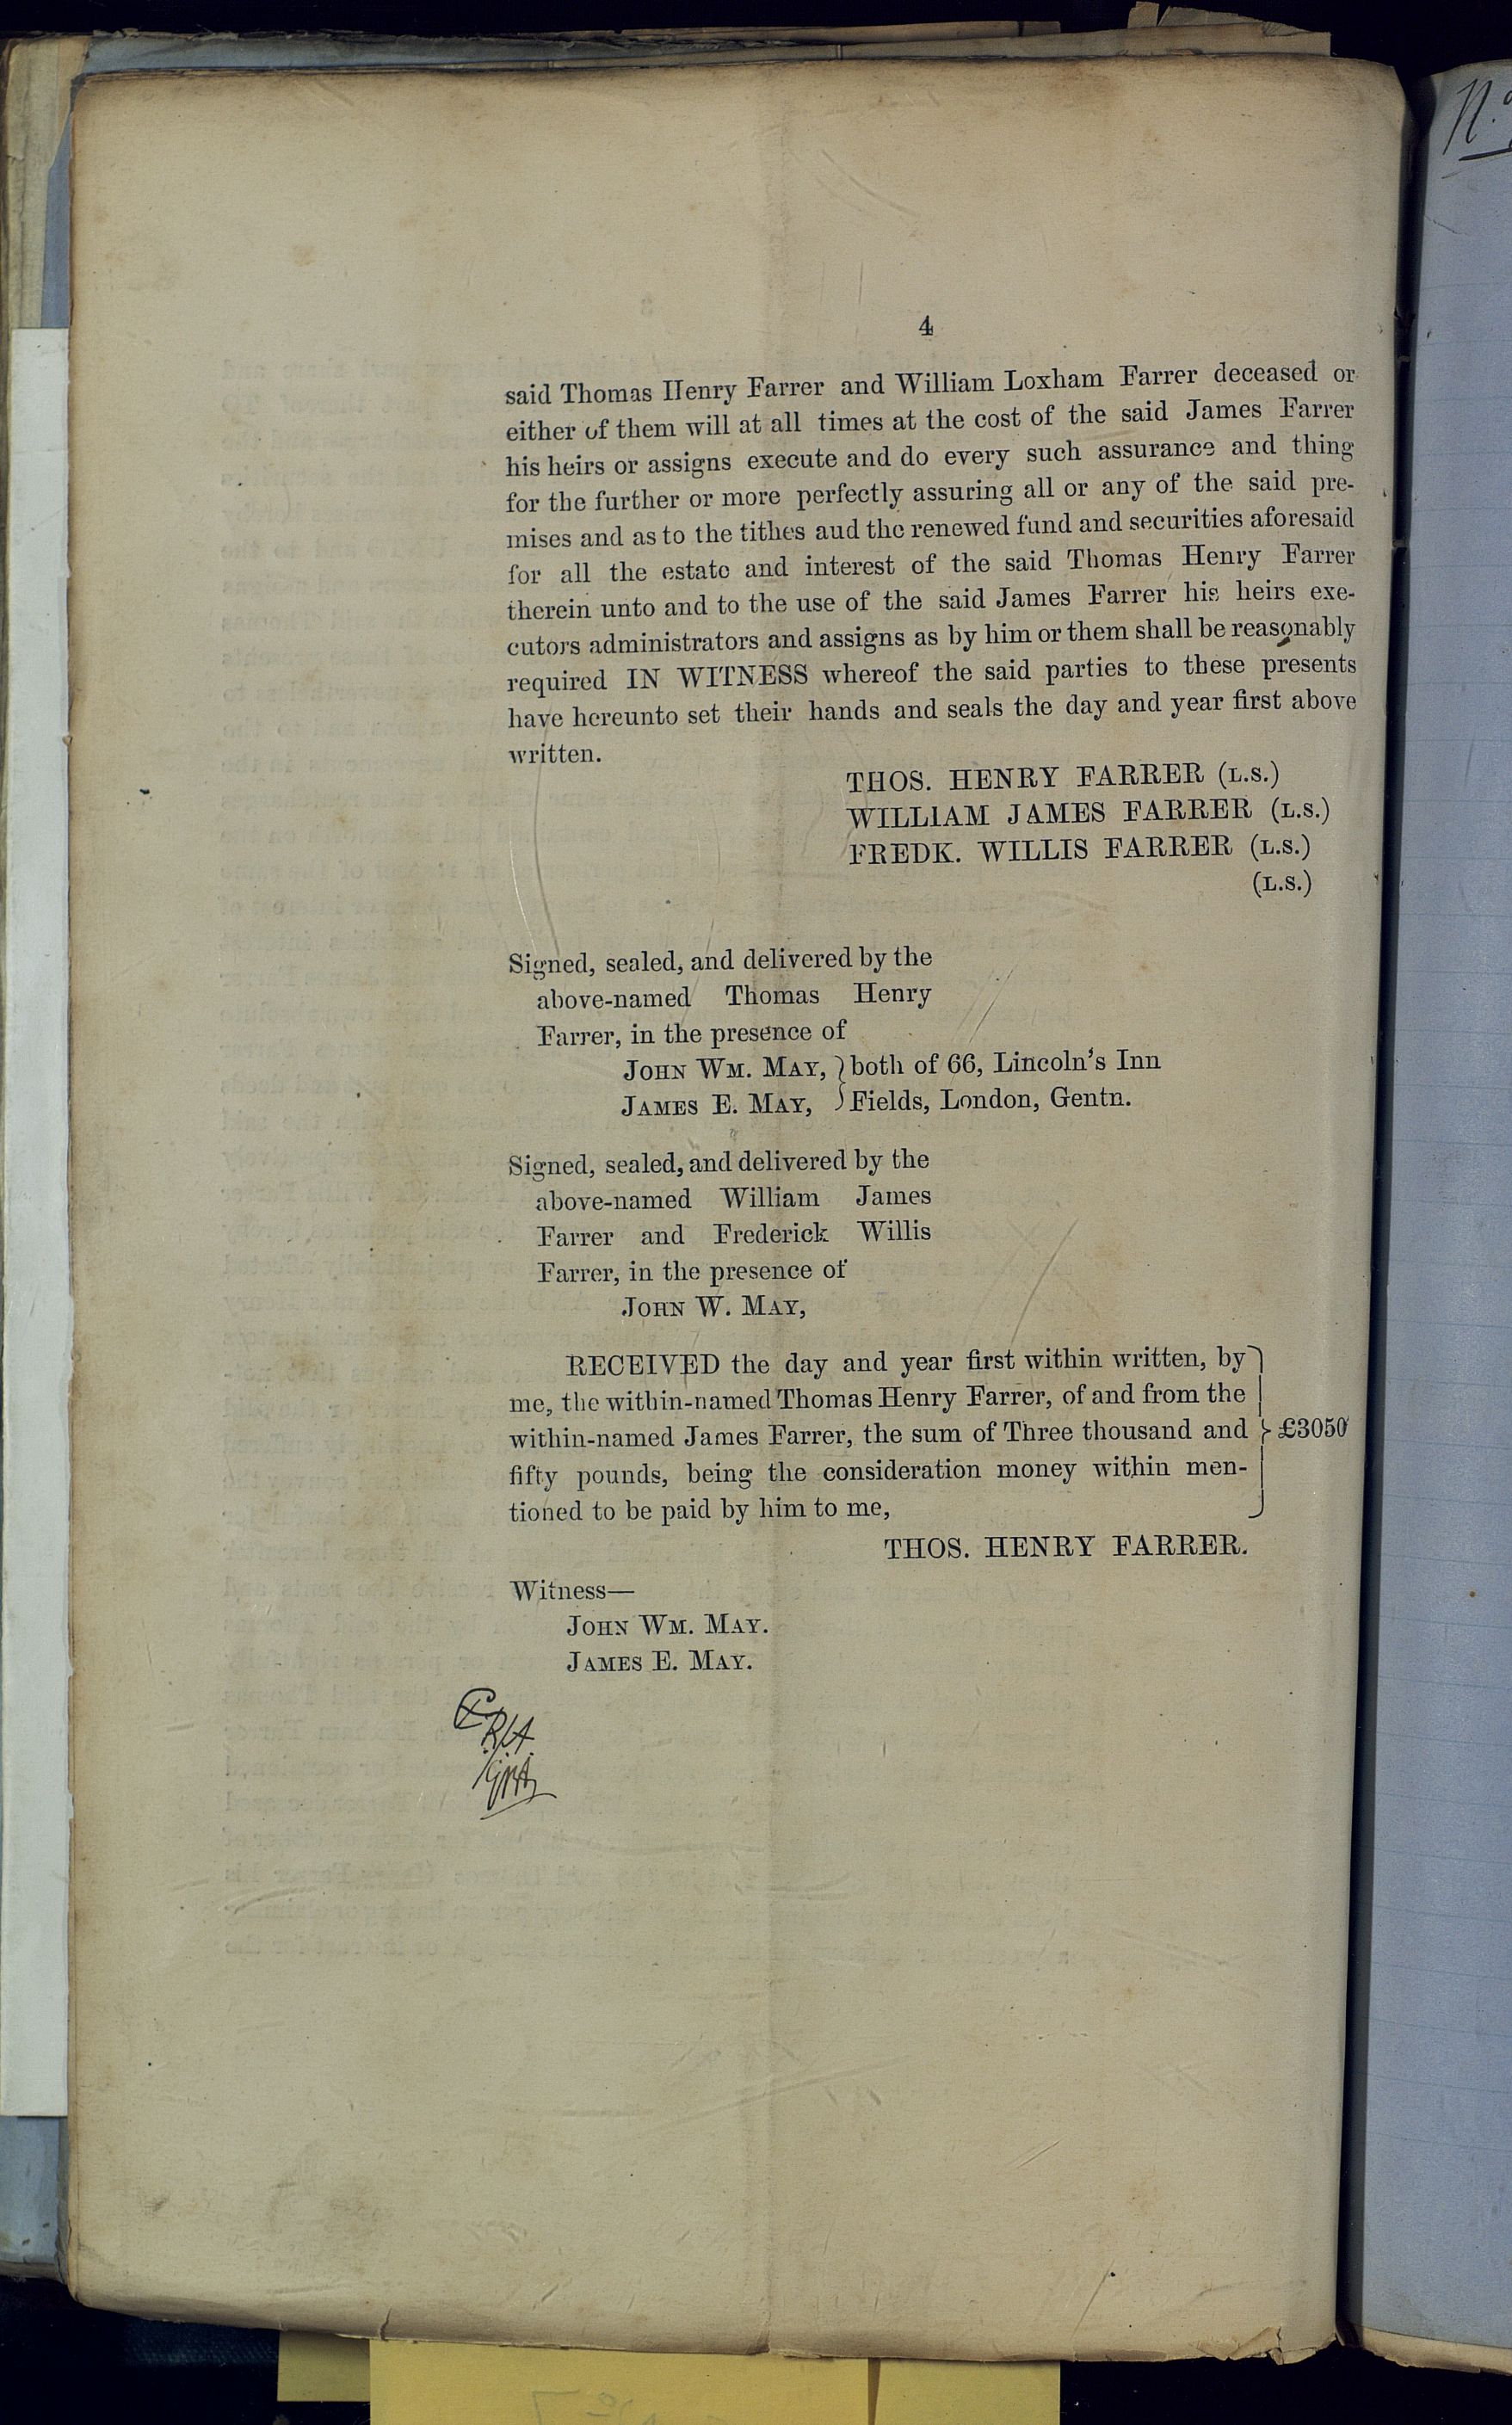 4
said Thomas Henry Farrer and William Loxham Farrer deceased or
either of them will at all times at the cost of the said James Farrer
his heirs or assigns execute and do every such assurance and thing
for the further or more perfectly assuring all or any of the said pre-
mises and as to the tithes aud the renewed fund and securities aforesaid
for all the estate and interest of the said Thomas Henry Farrer
therein unto and to the use of the said James Farrer his heirs exe-
cutors administrators and assigns as by him or them shall be reasonably
required IN WITNESS whereof the said parties to these presents
have hereunto set their hands and seals the day and year first above
written.
THOS. HENRY FARRER (L.S.)
WILLIAM JAMES FARRER (L.S.)
FREDK. WILLIS FARRER (L.S.)
(L.S.)
Signed, sealed, and delivered by the
above-named Thomas Henry
Farrer, in the presence of
JOHN WM. MAY, } both of 66, Lincoln's Inn
JAMES E. MAY, } Fields, London, Gentn.
Signed, sealed, and delivered by the
above-named William James
Farrer and Frederick Willis
Farrer, in the presence of
JOHN W. MAY,
RECEIVED the day and year first within written, by
me, the within-named Thomas Henry Farrer, of and from the
within-named James Farrer, the sum of Three thousand and } £3050
fifty pounds, being the consideration money within men-
tioned to be paid by him to me,
THOS. HENRY FARRER.
Witness—
JOHN WM. MAY.
JAMES E. MAY.